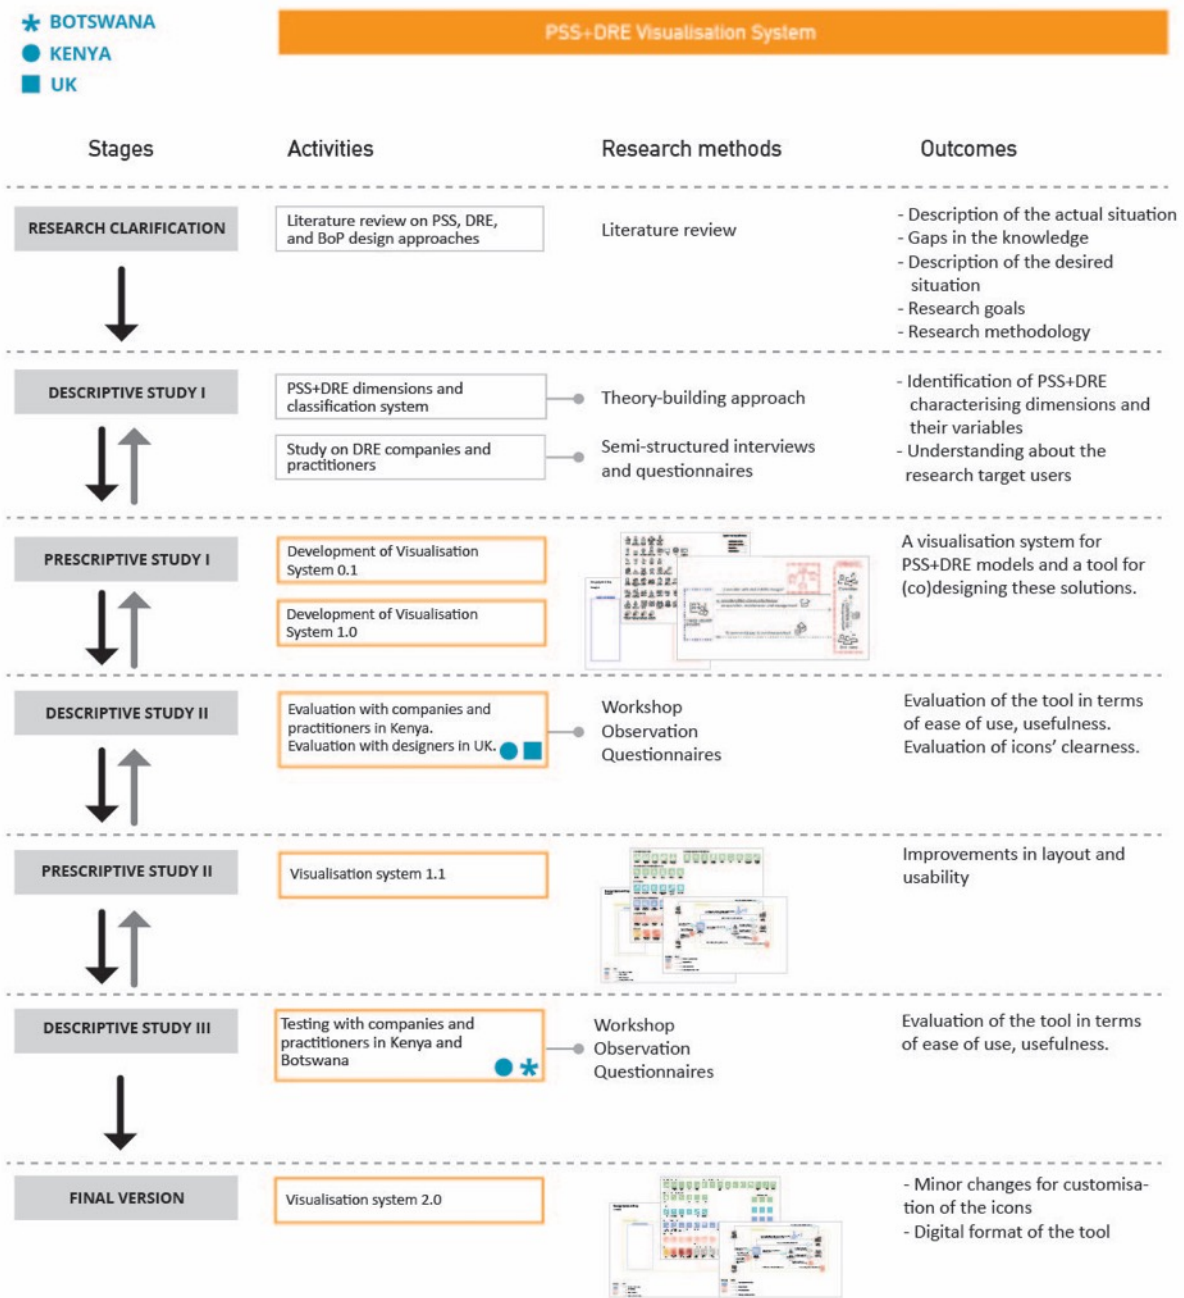 BOTSWANA
KENYA
UK
PSS+DRE Visualisation System
Stages
Activities
Research methods
Outcomes
RESEARCH CLARIFICATION
Literature review on PSS, DRE,
and BoP design approaches
Literature review
- Description of the actual situation
- Gaps in the knowledge
- Description of the desired
situation
- Research goals
- Research methodology
DESCRIPTIVE STUDY I
PSS+DRE dimensions and
classification system
Theory-building approach
Study on DRE companies and
practitioners
Semi-structured interviews
and questionnaires
- Identification of PSS+DRE
characterising dimensions and
their variables
- Understanding about the
research target users
PRESCRIPTIVE STUDY I
Development of Visualisation
System 0.1
Development of Visualisation
System 1.0
A visualisation system for
PSS+DRE models and a tool for
(co)designing these solutions.
DESCRIPTIVE STUDY II
Evaluation with companies and
practitioners in Kenya.
Evaluation with designers in UK.
Workshop
Observation
Questionnaires
Evaluation of the tool in terms
of ease of use, usefulness.
Evaluation of icons' clearness.
PRESCRIPTIVE STUDY II
Visualisation system 1.1
Improvements in layout and
usability
DESCRIPTIVE STUDY III
Testing with companies and
practitioners in Kenya and
Botswana
Workshop
Observation
Questionnaires
Evaluation of the tool in terms
of ease of use, usefulness.
FINAL VERSION
Visualisation system 2.0
- Minor changes for customisa-
tion of the icons
- Digital format of the tool